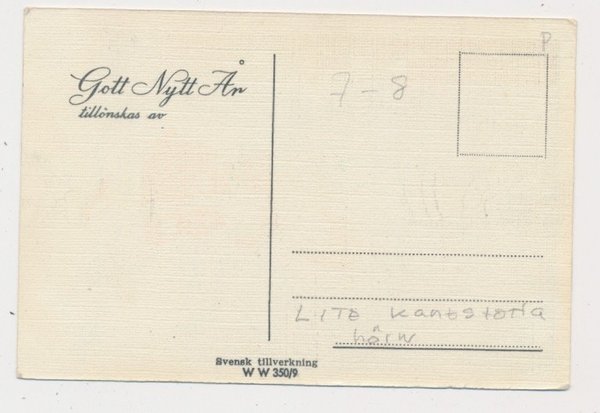 Gott Nytt År
tillönskas av
P
7-8
LITE kantstötta
hörn
Svensk tillverkning
W W 350/9